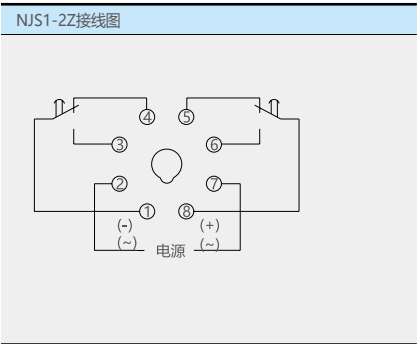 NJS1-2Z接线图
④ ⑤
③ ⑥
② ⑦
① ⑧
(-) (+)
(~) 电源 (~)